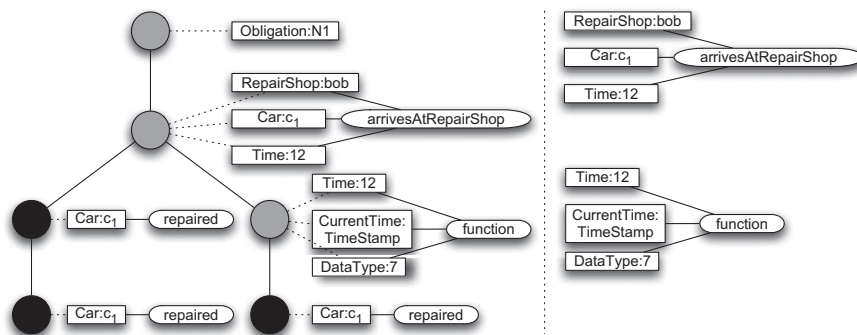 Obligation:N1
RepairShop:bob
Car:c₁
arrivesAtRepairShop
Time:12
Time:12
Car:c₁
repaired
CurrentTime:
TimeStamp
function
DataType:7
Car:c₁
repaired
Car:c₁
repaired
RepairShop:bob
Car:c₁
arrivesAtRepairShop
Time:12
Time:12
CurrentTime:
TimeStamp
function
DataType:7